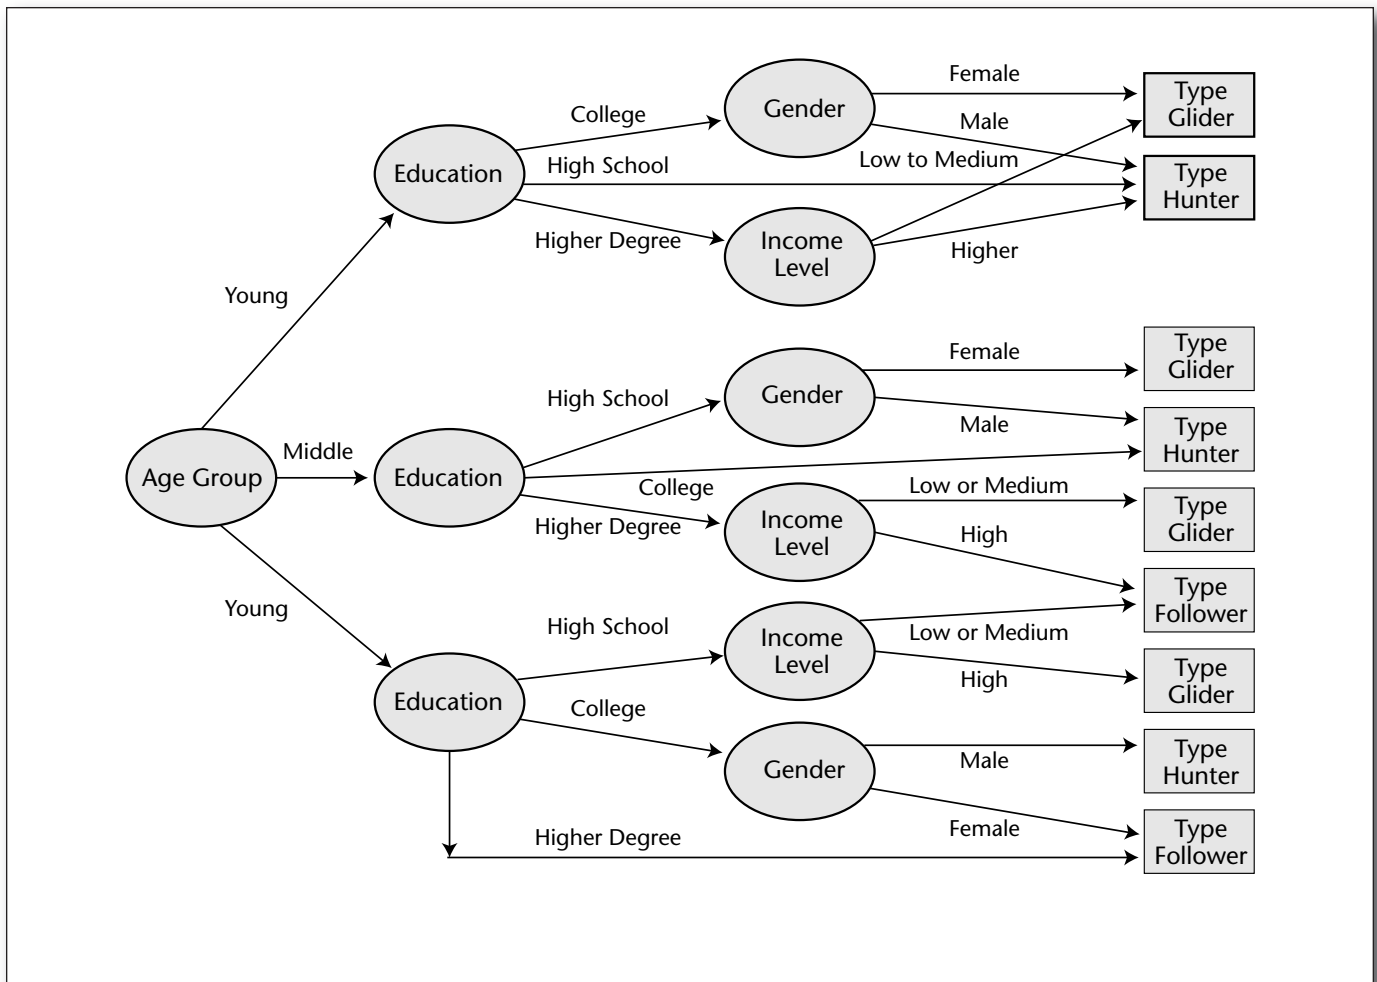 Female
Type
Glider
Gender
College
Male
Low to Medium
Education
High School
Type
Hunter
Higher Degree
Income
Level
Higher
Young
Type
Glider
Female
High School
Gender
Male
Type
Hunter
Age Group
Middle
Education
College
Low or Medium
Type
Glider
Higher Degree
Income
Level
High
Type
Follower
Young
High School
Income
Level
Low or Medium
High
Type
Glider
Education
College
Gender
Male
Type
Hunter
Higher Degree
Female
Type
Follower